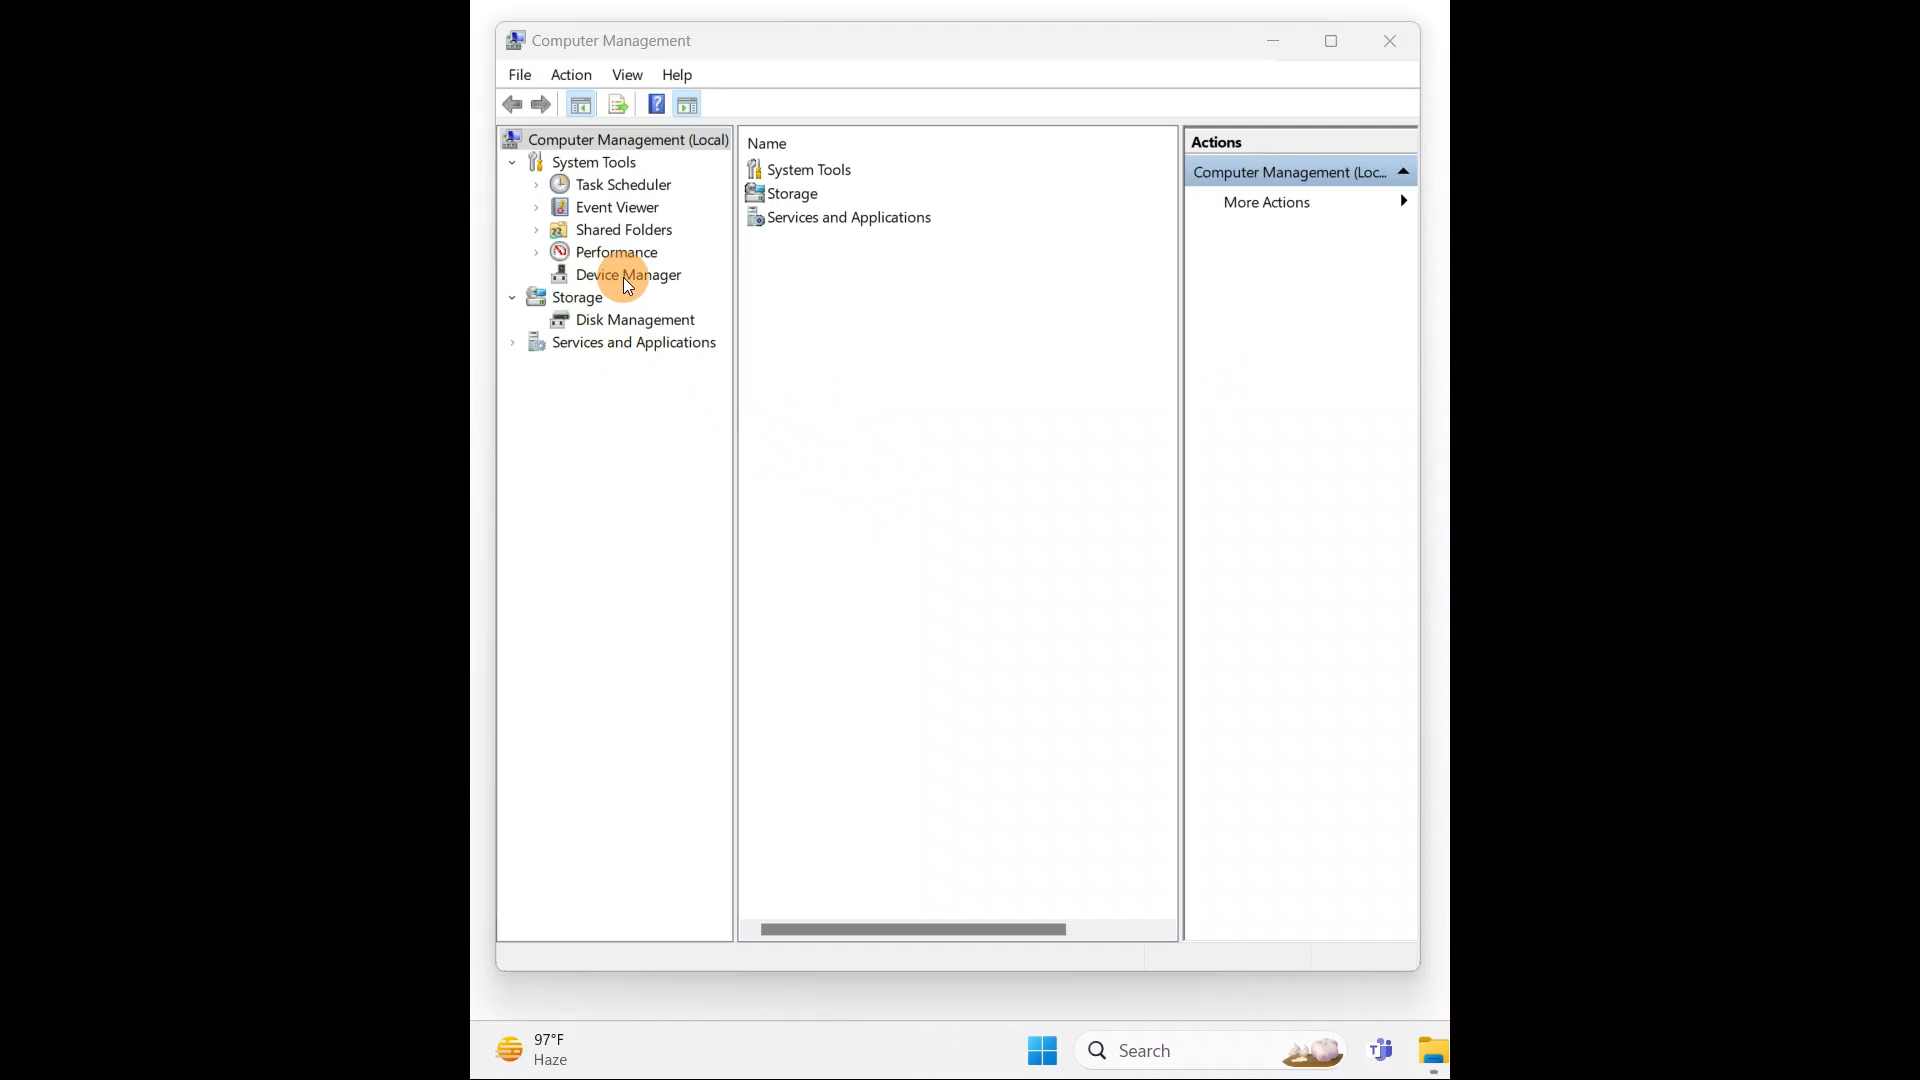 Computer Management
File Action View Help
Computer Management (Local)
System Tools
Task Scheduler
Event Viewer
Shared Folders
Performance
Device Manager
Storage
Disk Management
Services and Applications
Name
System Tools
Storage
Services and Applications
Actions
Computer Management (Loc...
More Actions
97°F
Haze
Search